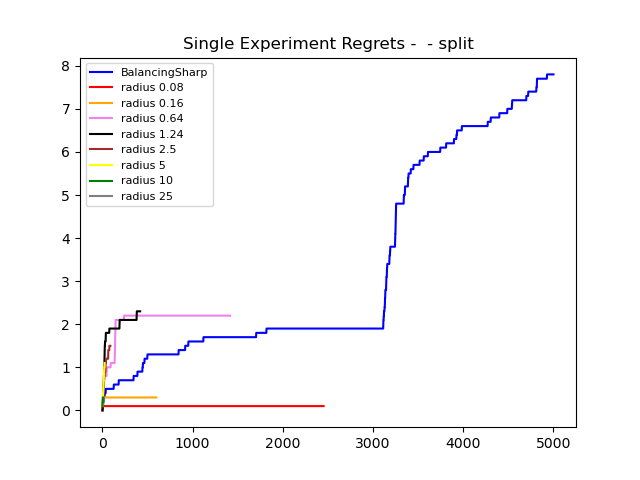 Single Experiment Regrets -  - split
BalancingSharp
radius 0.08
radius 0.16
radius 0.64
radius 1.24
radius 2.5
radius 5
radius 10
radius 25
8
7
6
5
4
3
2
1
0
0 1000 2000 3000 4000 5000